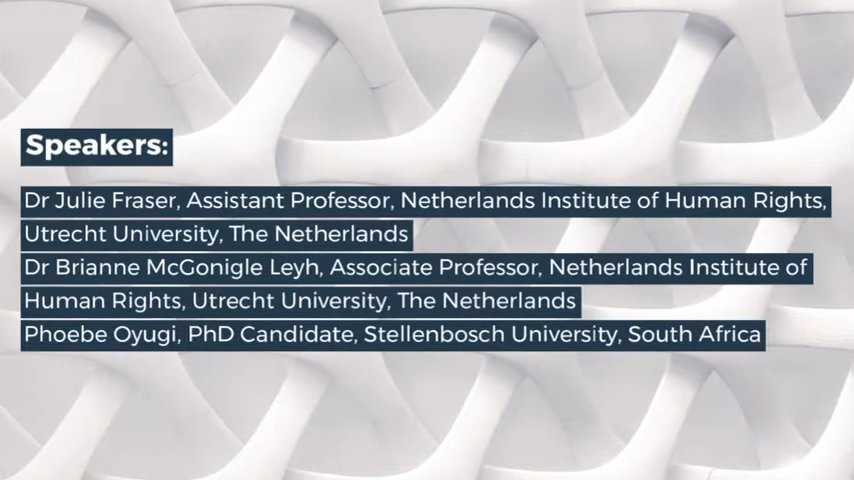 Speakers:
Dr Julie Fraser, Assistant Professor, Netherlands Institute of Human Rights,
Utrecht University, The Netherlands
Dr Brianne McGonigle Leyh, Associate Professor, Netherlands Institute of
Human Rights, Utrecht University, The Netherlands
Phoebe Oyugi, PhD Candidate, Stellenbosch University, South Africa